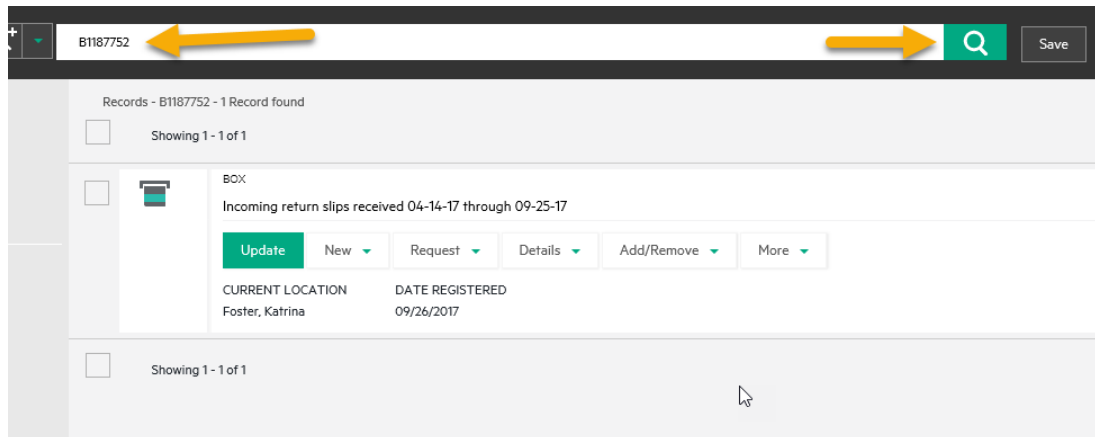 B1187752
Save
Records - B1187752 - 1 Record found
Showing 1 - 1 of 1
BOX
Incoming return slips received 04-14-17 through 09-25-17
Update New Request Details Add/Remove More
CURRENT LOCATION DATE REGISTERED
Foster, Katrina 09/26/2017
Showing 1 - 1 of 1